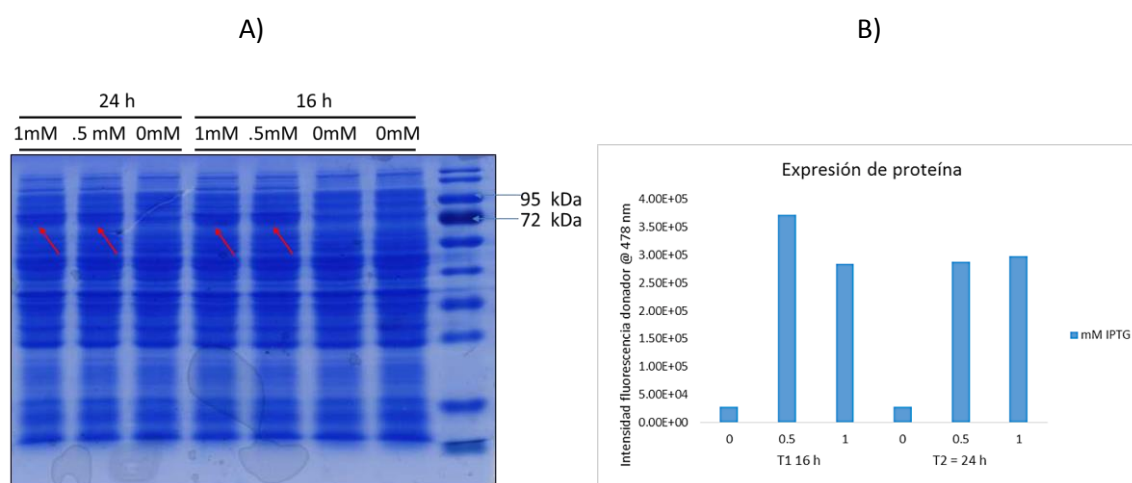 A)
B)
24 h 16 h
1mM .5 mM 0mM 1mM .5mM 0mM 0mM
95 kDa
72 kDa
Expresión de proteína
Intensidad fluorescencia donador @ 478 nm
4.00E+05
3.50E+05
3.00E+05
2.50E+05
2.00E+05
1.50E+05
1.00E+05
5.00E+04
0.00E+00
0 0.5 1 0 0.5 1
T1 16 h T2 = 24 h
mM IPTG